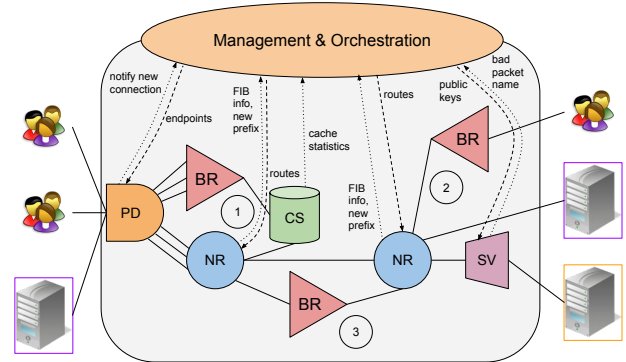 Management & Orchestration
notify new
connection
endpoints
FIB
info,
new
prefix
routes
cache
statistics
routes
public
keys
bad
packet
name
FIB
info,
new
prefix
BR
BR
PD
CS
1
2
NR
NR
SV
BR
3